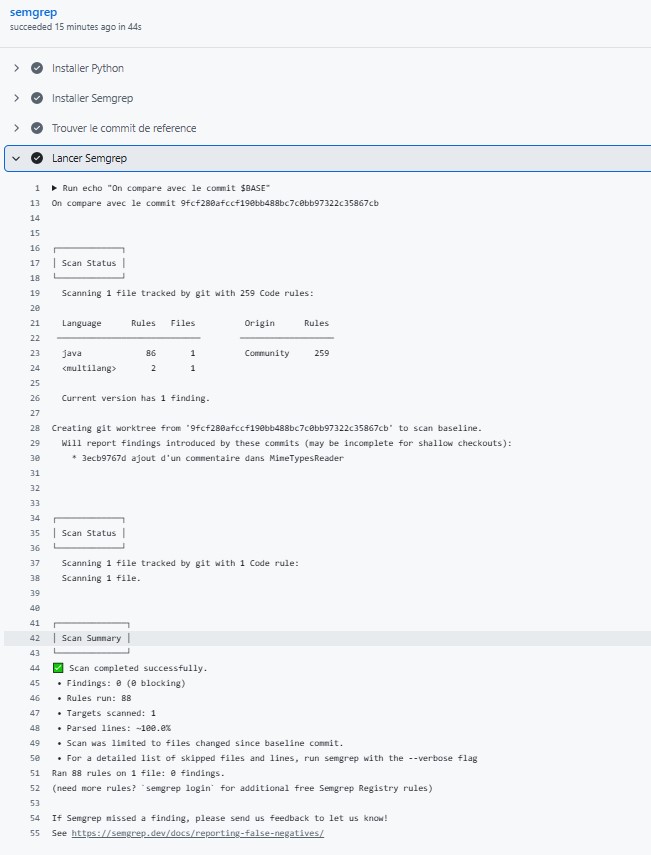 semgrep
succeeded 15 minutes ago in 44s
Installer Python
Installer Semgrep
Trouver le commit de reference
Lancer Semgrep
1 ▶ Run echo "On compare avec le commit $BASE"
13 On compare avec le commit 9fcf280afccf190bb488bc7c0bb97322c35867cb
14
15
16
17 Scan Status
18
19 Scanning 1 file tracked by git with 259 Code rules:
20
21 Language Rules Files Origin Rules
22
23 java 86 1 Community 259
24 <multilang> 2 1
25
26 Current version has 1 finding.
27
28 Creating git worktree from '9fcf280afccf190bb488bc7c0bb97322c35867cb' to scan baseline.
29 Will report findings introduced by these commits (may be incomplete for shallow checkouts):
30 * 3ecb9767d ajout d'un commentaire dans MimeTypesReader
31
32
33
34
35 Scan Status
36
37 Scanning 1 file tracked by git with 1 Code rule:
38 Scanning 1 file.
39
40
41
42 Scan Summary
43
44 ✅ Scan completed successfully.
45 • Findings: 0 (0 blocking)
46 • Rules run: 88
47 • Targets scanned: 1
48 • Parsed lines: ~100.0%
49 • Scan was limited to files changed since baseline commit.
50 • For a detailed list of skipped files and lines, run semgrep with the --verbose flag
51 Ran 88 rules on 1 file: 0 findings.
52 (need more rules? `semgrep login` for additional free Semgrep Registry rules)
53
54 If Semgrep missed a finding, please send us feedback to let us know!
55 See https://semgrep.dev/docs/reporting-false-negatives/